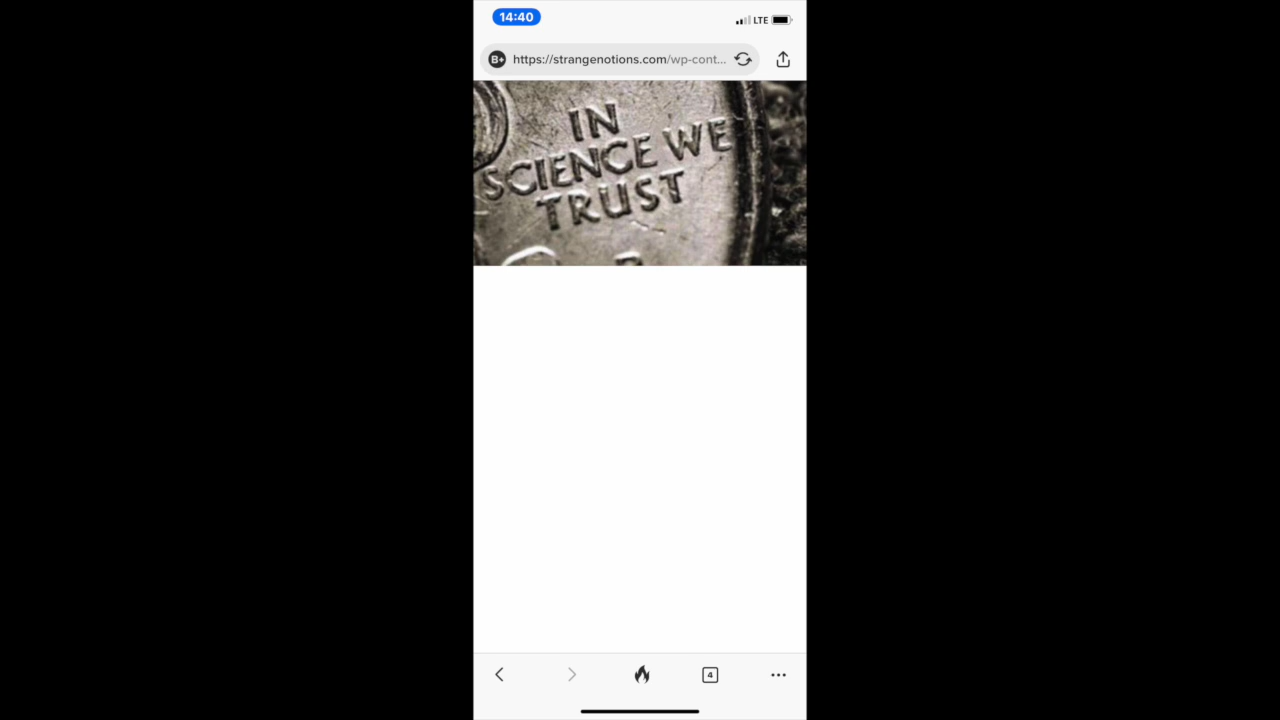 14:40
LTE
B+
https://strangenotions.com/wp-cont...
IN
SCIENCE WE
TRUST
4